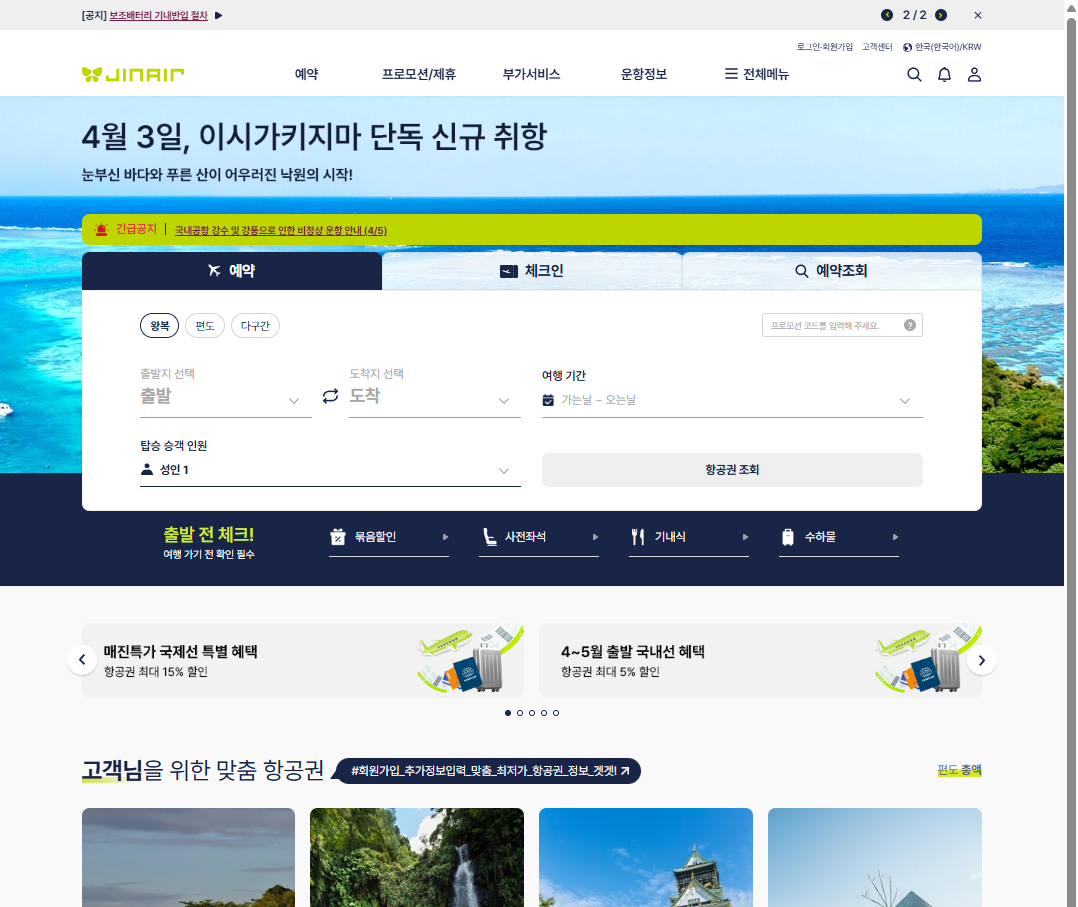 [공지] 보조배터리 기내반입 절차
2 / 2
로그인·회원가입 고객센터 한국(한국어)/KRW
JINAIR
예약 프로모션/제휴 부가서비스 운항정보 전체메뉴
4월 3일, 이시가키지마 단독 신규 취항
눈부신 바다와 푸른 산이 어우러진 낙원의 시작!
긴급공지 국내공항 강수 및 강풍으로 인한 비정상 운항 안내 (4/5)
예약 체크인 예약조회
왕복 편도 다구간 프로모션 코드를 입력해 주세요. ?
출발지 선택 도착지 선택 여행 기간
출발 도착 가는날 ~ 오는날
탑승 승객 인원
성인 1 항공권 조회
출발 전 체크!
여행 가기 전 확인 필수
묶음할인 사전좌석 기내식 수하물
매진특가 국제선 특별 혜택
항공권 최대 15% 할인
4~5월 출발 국내선 혜택
항공권 최대 5% 할인
고객님을 위한 맞춤 항공권 #회원가입_추가정보입력_맞춤_최저가_항공권_정보_겟겟!
편도 총액